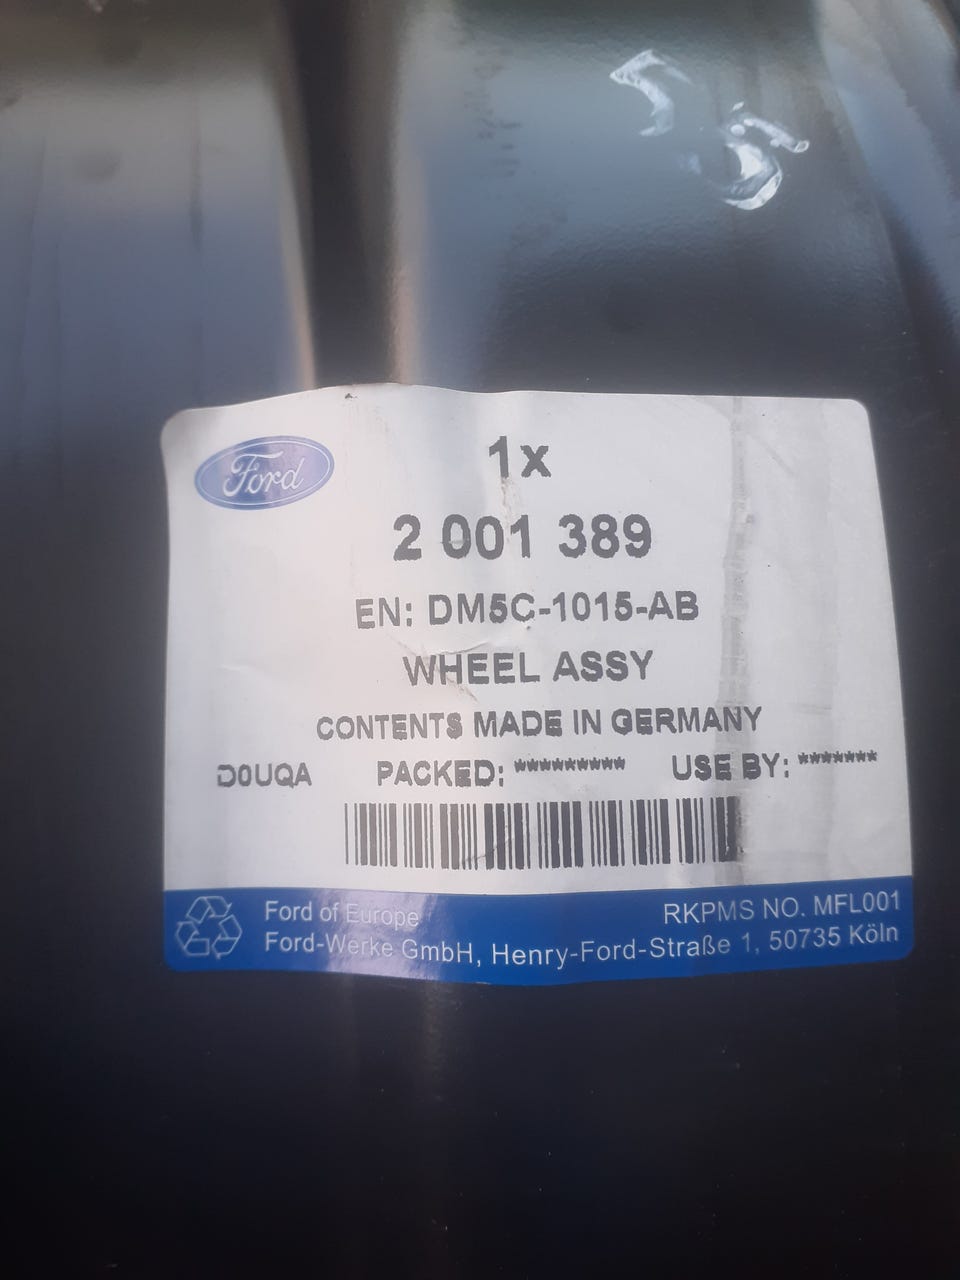 Ford
1x
2 001 389
EN: DM5C-1015-AB
WHEEL ASSY
CONTENTS MADE IN GERMANY
D0UQA PACKED: ********* USE BY: *******
Ford of Europe RKPMS NO. MFL001
Ford-Werke GmbH, Henry-Ford-Straße 1, 50735 Köln